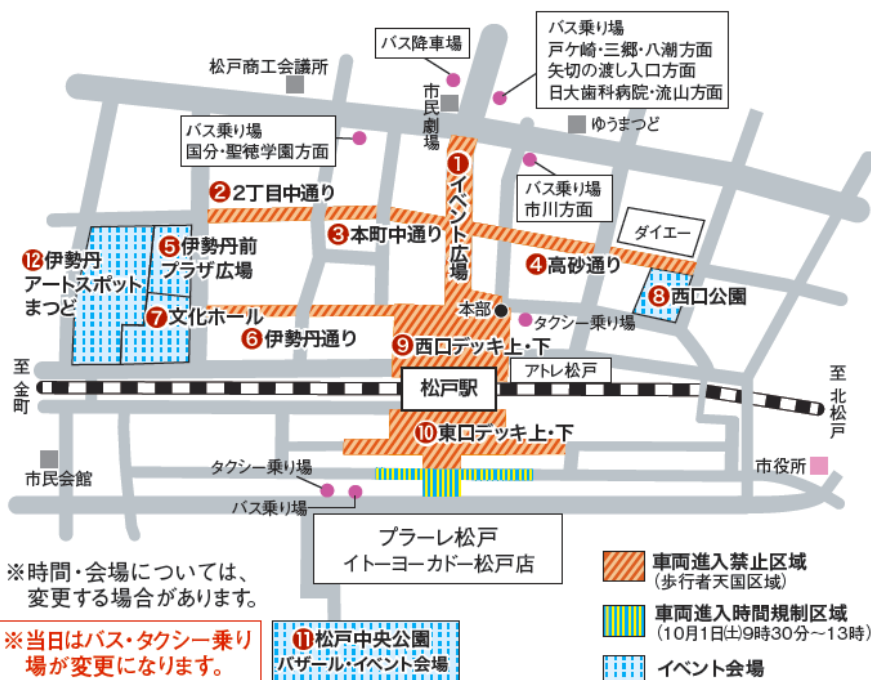 バス降車場
バス乗り場
戸ケ崎・三郷・八潮方面
矢切の渡し入口方面
日大歯科病院・流山方面
松戸商工会議所
市民劇場
ゆうまつど
バス乗り場
国分・聖徳学園方面
❶イベント広場
バス乗り場
市川方面
❷2丁目中通り
❸本町中通り
ダイエー
❹高砂通り
❺伊勢丹前
プラザ広場
⓬伊勢丹
アートスポット
まつど
❽西口公園
❼文化ホール
本部
タクシー乗り場
❻伊勢丹通り
❾西口デッキ上・下
アトレ松戸
至金町
松戸駅
至北松戸
❿東口デッキ上・下
市民会館
タクシー乗り場
市役所
バス乗り場
プラーレ松戸
イトーヨーカドー松戸店
※時間・会場については、
変更する場合があります。
車両進入禁止区域
(歩行者天国区域)
車両進入時間規制区域
(10月1日(土)9時30分～13時)
※当日はバス・タクシー乗り
場が変更になります。
⓫松戸中央公園
バザール・イベント会場
イベント会場